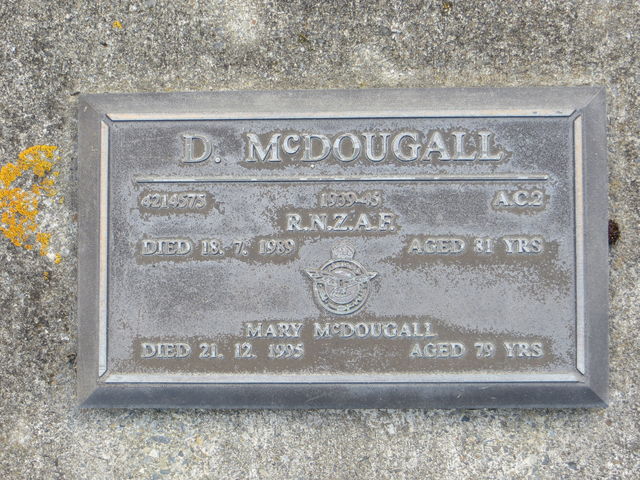 D. McDOUGALL
4214575 1939-45 A.C.2
R.N.Z.A.F.
DIED 18. 7. 1989 AGED 81 YRS
MARY McDOUGALL
DIED 21. 12. 1995 AGED 79 YRS